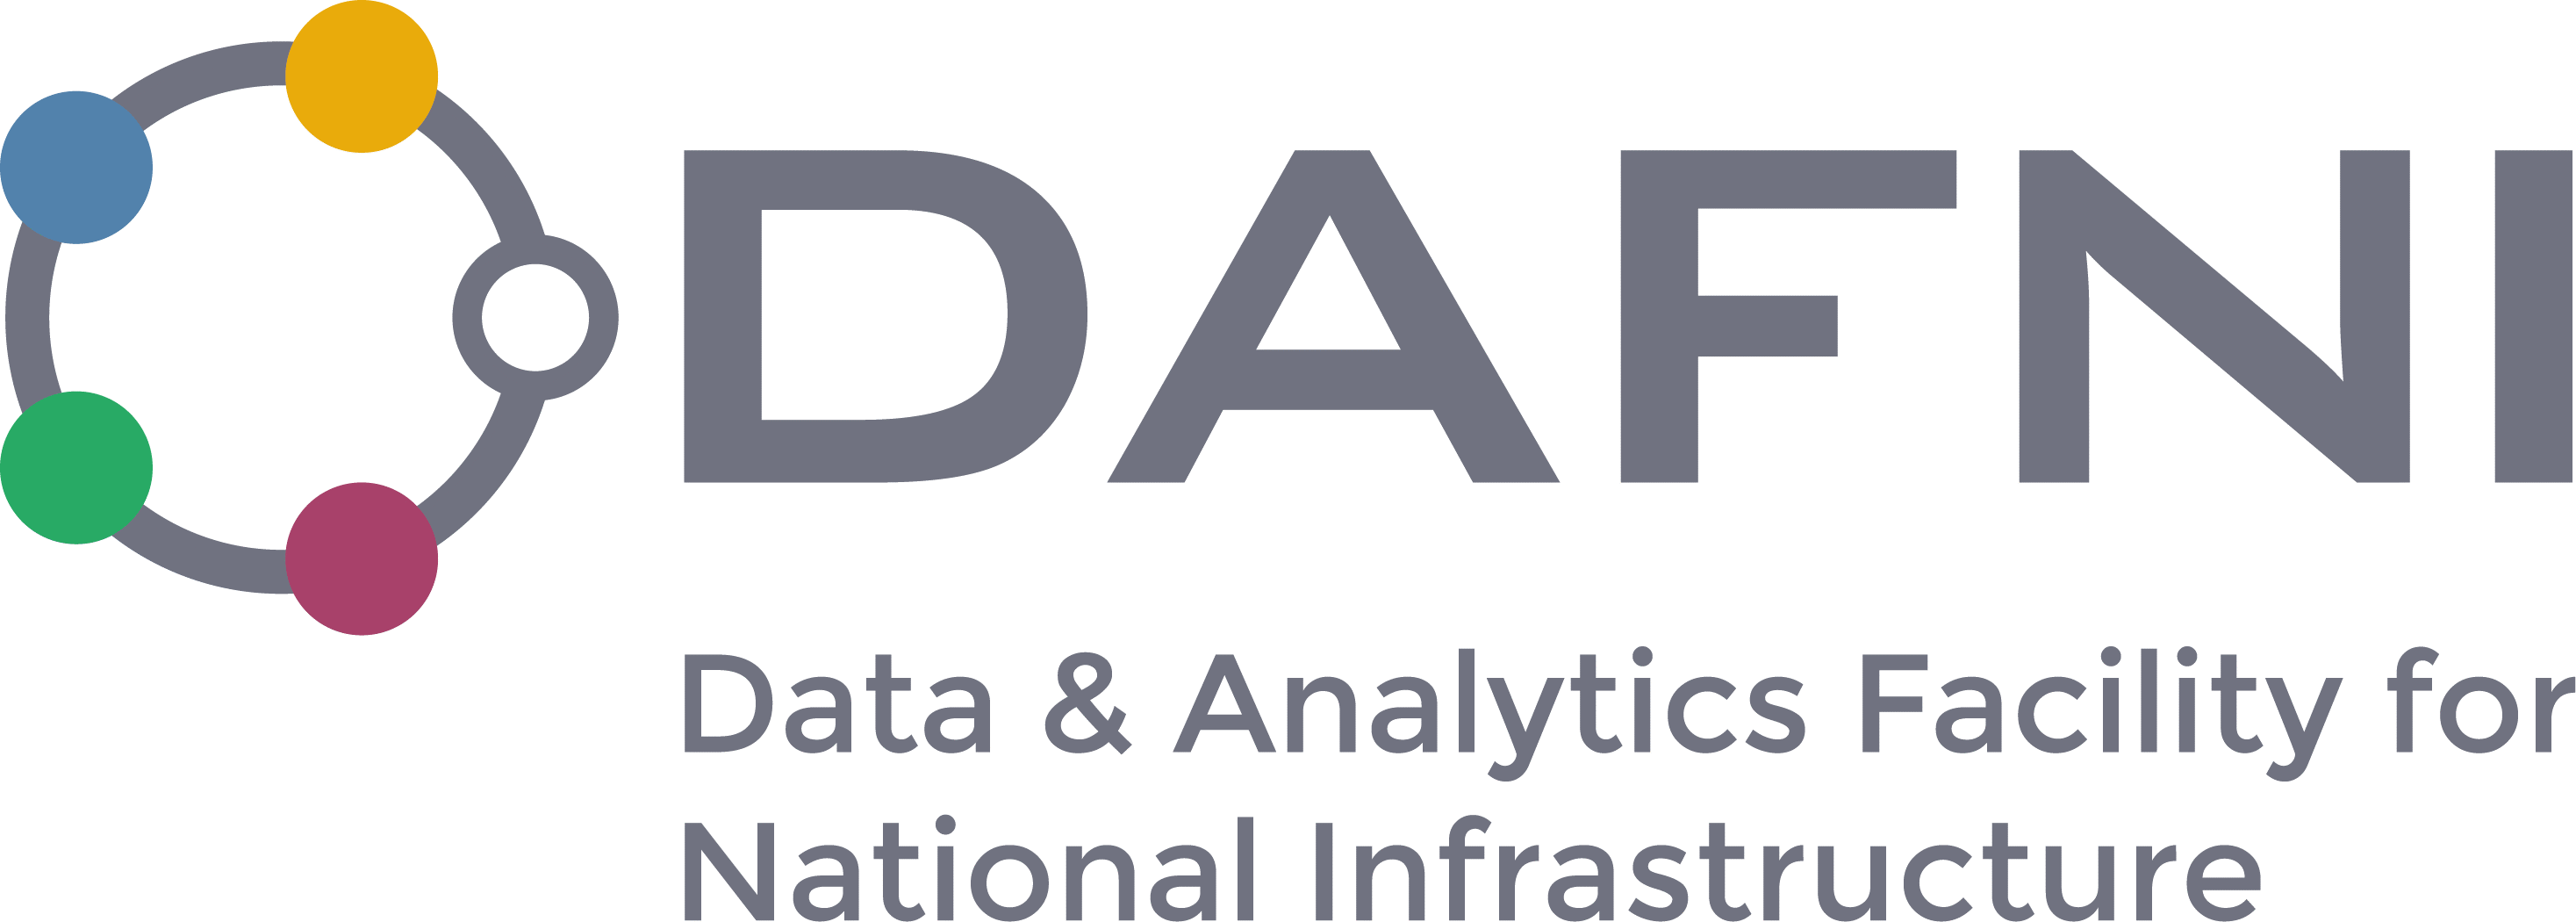 DAFNI
Data & Analytics Facility for
National Infrastructure